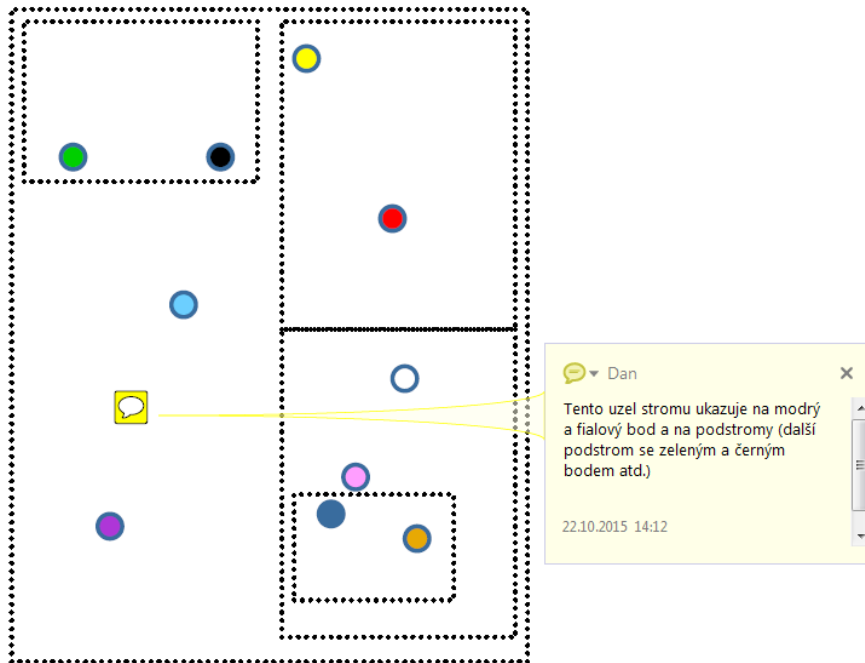 Dan
Tento uzel stromu ukazuje na modrý
a fialový bod a na podstromy (další
podstrom se zeleným a černým
bodem atd.)
22.10.2015 14:12